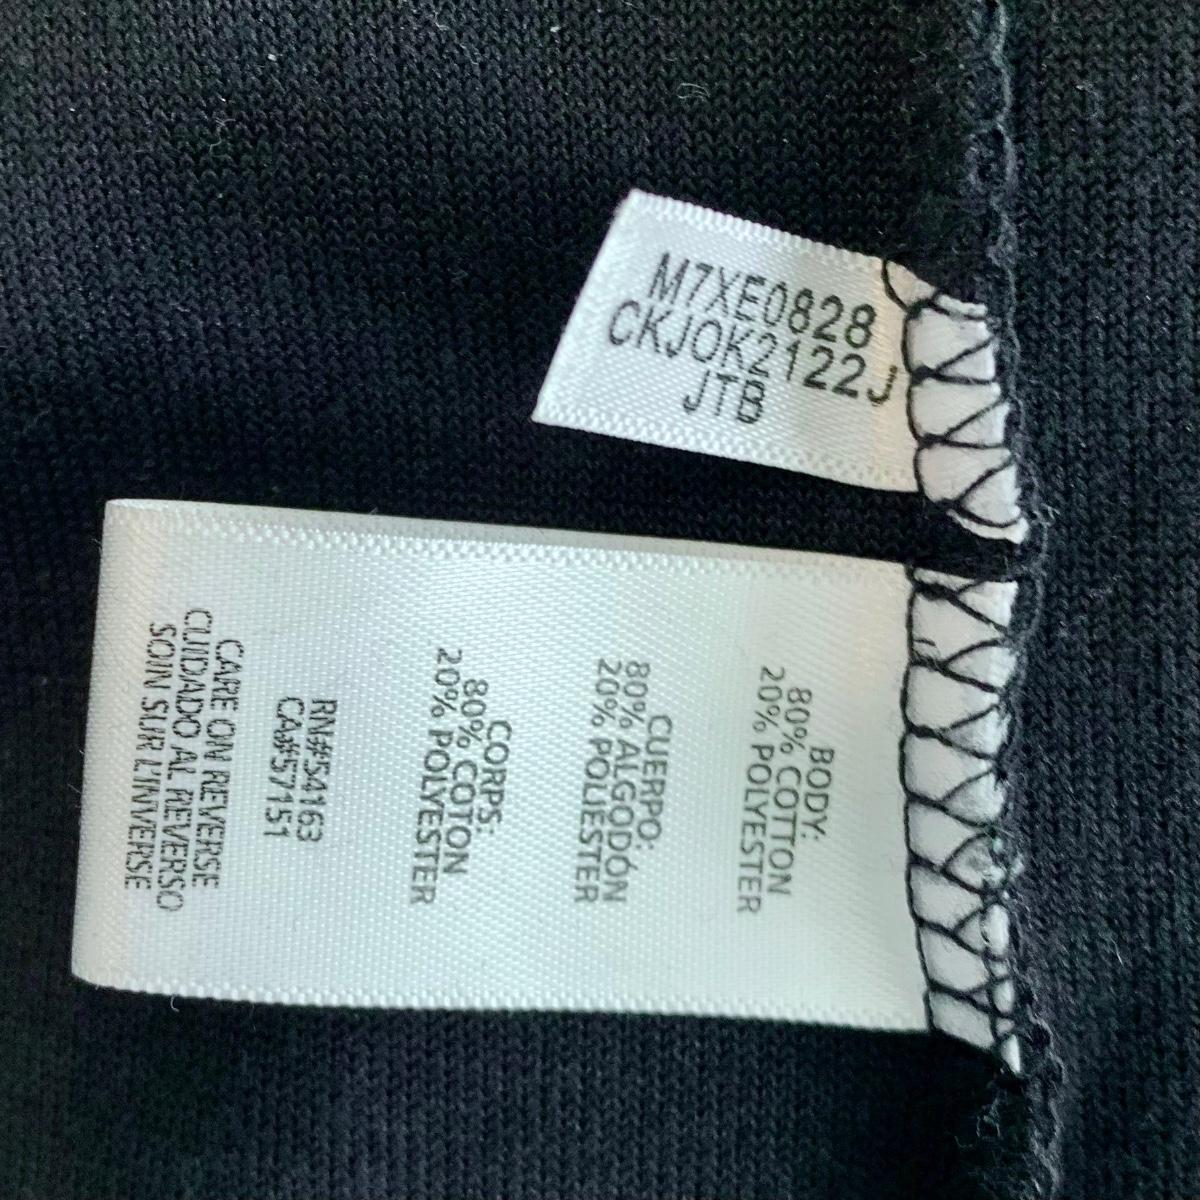 M7XE0828
CKJOK2122J
JTB
BODY:
80% COTTON
20% POLYESTER
CUERPO:
80% ALGODÓN
20% POLIÉSTER
CORPS:
80% COTON
20% POLYESTER
RN#54163
CA#57151
CARE ON REVERSE
CUIDADO AL REVERSO
SOIN SUR L'INVERSE